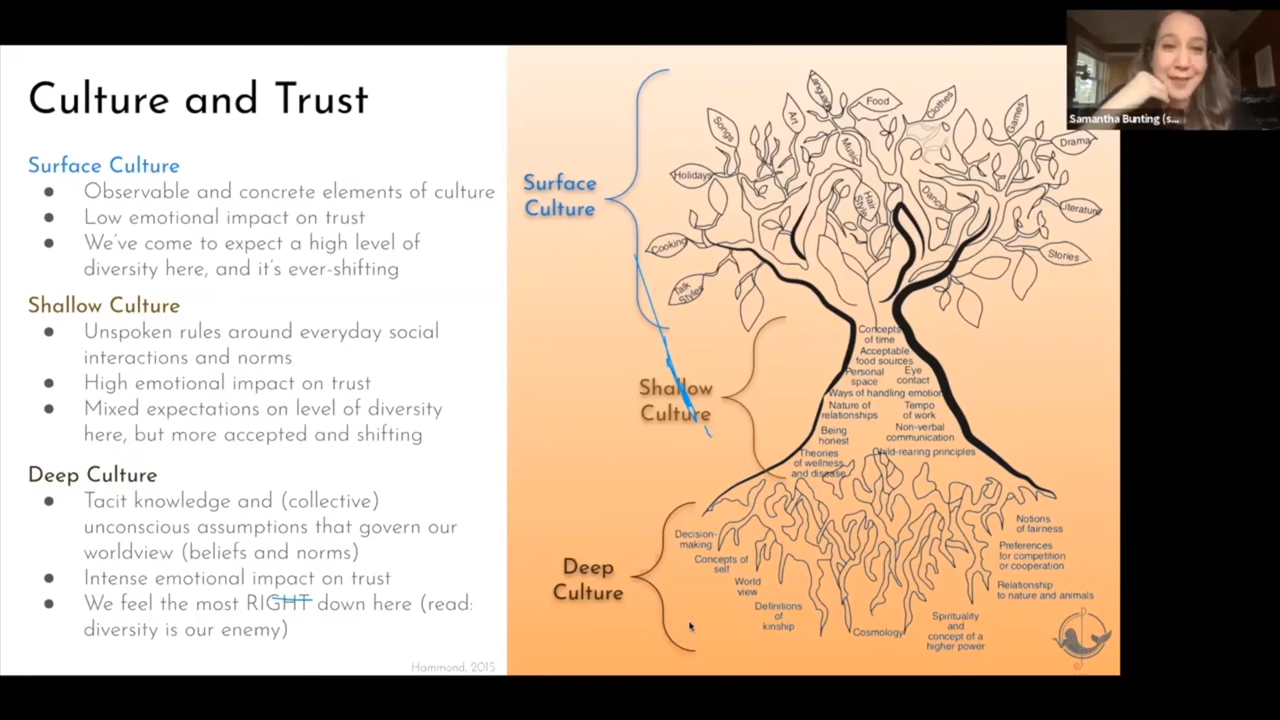 Culture and Trust
Surface Culture
● Observable and concrete elements of culture
● Low emotional impact on trust
● We've come to expect a high level of
diversity here, and it's ever-shifting
Shallow Culture
● Unspoken rules around everyday social
interactions and norms
● High emotional impact on trust
● Mixed expectations on level of diversity
here, but more accepted and shifting
Deep Culture
● Tacit knowledge and (collective)
unconscious assumptions that govern our
worldview (beliefs and norms)
● Intense emotional impact on trust
● We feel the most RIGHT down here (read:
diversity is our enemy)
Hammond, 2015
Surface
Culture
Shallow
Culture
Deep
Culture
Language
Food
Clothes
Games
Drama
Songs
Art
Music
Holidays
Hair
Style
Dance
Literature
Cooking
Stories
Talk
Styles
Concepts
of time
Acceptable
food sources
Personal
space
Eye
contact
Ways of handling emotion
Nature of
relationships
Tempo
of work
Being
honest
Non-verbal
communication
Theories
of wellness
and disease
Child-rearing principles
Decision-
making
Concepts of
self
World
view
Definitions
of
kinship
Cosmology
Spirituality
and
concept of a
higher power
Notions
of fairness
Preferences
for competition
or cooperation
Relationship
to nature and animals
Samantha Bunting (s...